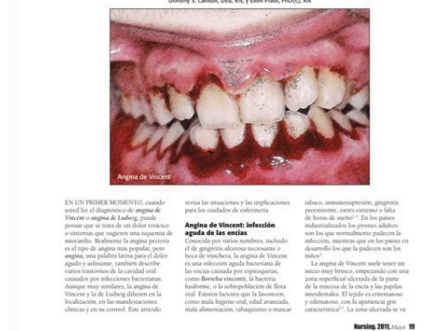 Dorothy S. Carlson, DEd, RN, y Ellen Pfadt, PhD(c), RN
Angina de Vincent
EN UN PRIMER MOMENTO, cuando
usted lee el diagnóstico de angina de
Vincent o angina de Ludwig, puede
pensar que se trata de un dolor torácico
o síntomas que sugieren una isquemia de
miocardio. Realmente la angina pectoris
es el tipo de angina más popular, pero
angina, una palabra latina para el dolor
agudo y asfixiante, también describe
varios trastornos de la cavidad oral
causados por infecciones bacterianas.
Aunque muy similares, la angina de
Vincent y la de Ludwig difieren en la
localización, en las manifestaciones
clínicas y en su control. Este artículo
revisa las situaciones y las implicaciones
para los cuidados de enfermería.
Angina de Vincent: infección
aguda de las encías
Conocida por varios nombres, incluido
el de gingivitis ulcerosa necrosante o
boca de trinchera, la angina de Vincent
es una infección aguda bacteriana de
las encías causada por espiroquetas,
como Borrelia vincentii, la bacteria
fusiforme, o la sobrepoblación de flora
oral. Existen factores que la favorecen,
como mala higiene oral, edad avanzada,
mala alimentación, tabaquismo o mascar
tabaco, inmunosupresión, gingivitis
preexistente, estrés extremo o falta
de horas de sueño. En los países
industrializados los jóvenes adultos
son los que normalmente padecen la
infección, mientras que en los países en
desarrollo los que la padecen son los
niños.
La angina de Vincent suele tener un
inicio muy brusco, empezando con una
zona superficial ulcerada de la parte
de la mucosa de la encía y las papilas
interdentales. El tejido es eritematoso
y edematoso, con la apariencia gris
característica. La zona ulcerada se va
Nursing. 2011, Mayo 19